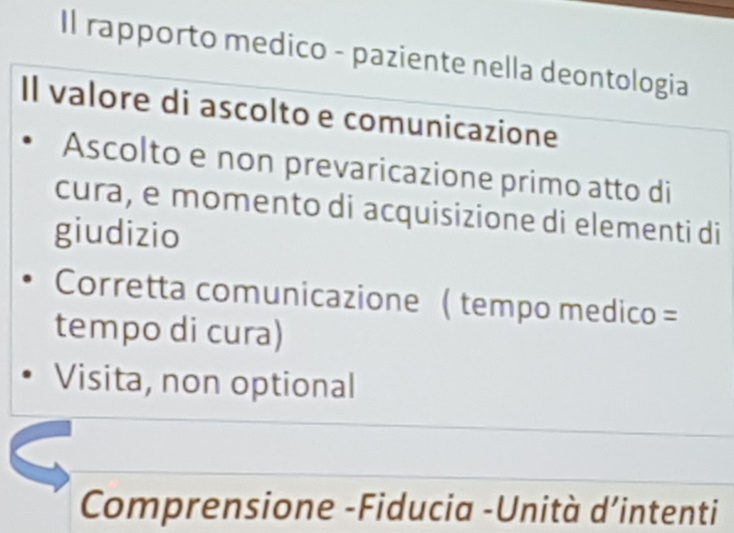 Il rapporto medico - paziente nella deontologia
Il valore di ascolto e comunicazione
• Ascolto e non prevaricazione primo atto di
cura, e momento di acquisizione di elementi di
giudizio
• Corretta comunicazione ( tempo medico =
tempo di cura)
• Visita, non optional
Comprensione -Fiducia -Unità d'intenti